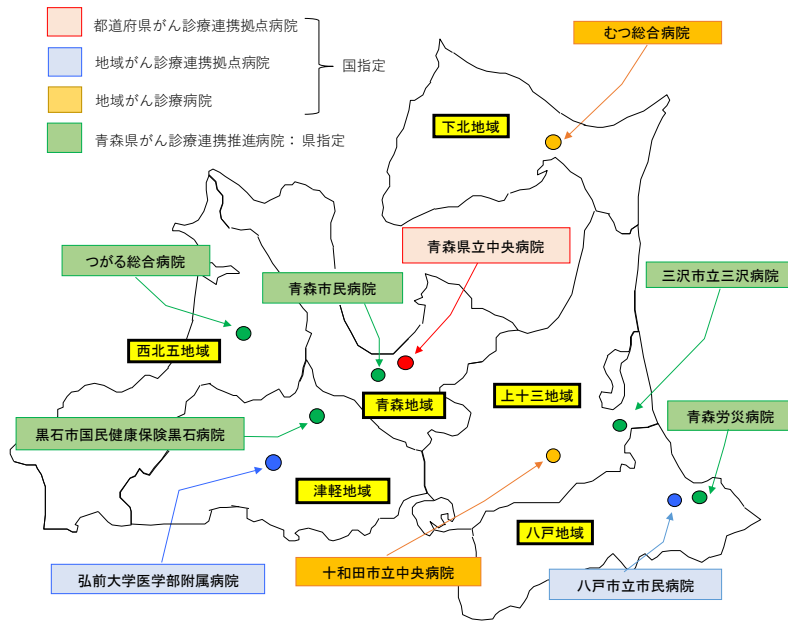 都道府県がん診療連携拠点病院
地域がん診療連携拠点病院
地域がん診療病院
国指定
青森県がん診療連携推進病院：県指定
むつ総合病院
下北地域
つがる総合病院
青森市民病院
青森県立中央病院
三沢市立三沢病院
西北五地域
青森地域
上十三地域
青森労災病院
黒石市国民健康保険黒石病院
津軽地域
八戸地域
弘前大学医学部附属病院
十和田市立中央病院
八戸市立市民病院